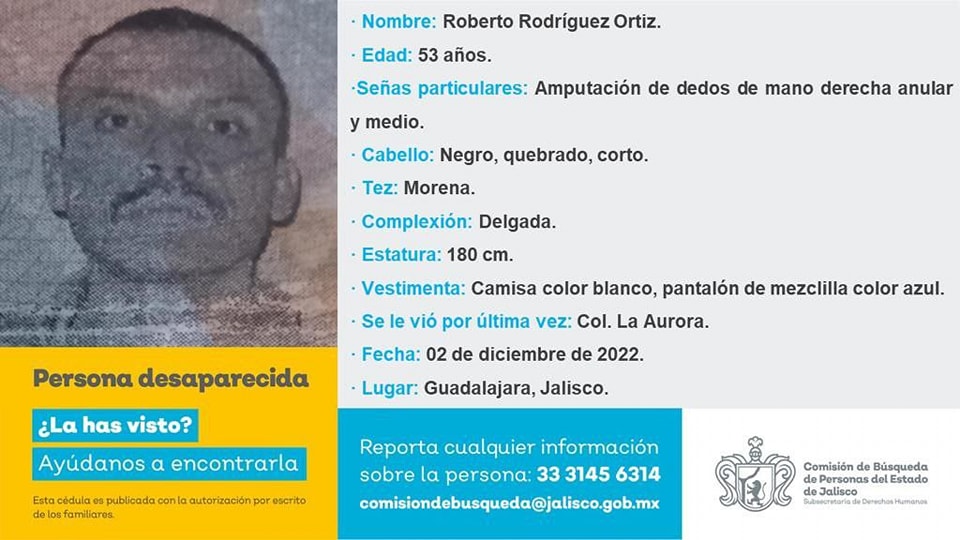 · Nombre: Roberto Rodríguez Ortiz.
· Edad: 53 años.
·Señas particulares: Amputación de dedos de mano derecha anular
y medio.
· Cabello: Negro, quebrado, corto.
· Tez: Morena.
· Complexión: Delgada.
· Estatura: 180 cm.
· Vestimenta: Camisa color blanco, pantalón de mezclilla color azul.
· Se le vió por última vez: Col. La Aurora.
· Fecha: 02 de diciembre de 2022.
· Lugar: Guadalajara, Jalisco.
Persona desaparecida
¿La has visto?
Ayúdanos a encontrarla
Esta cédula es publicada con la autorización por escrito
de los familiares.
Reporta cualquier información
sobre la persona: 33 3145 6314
comisiondebusqueda@jalisco.gob.mx
Comisión de Búsqueda
de Personas del Estado
de Jalisco
Subsecretaría de Derechos Humanos